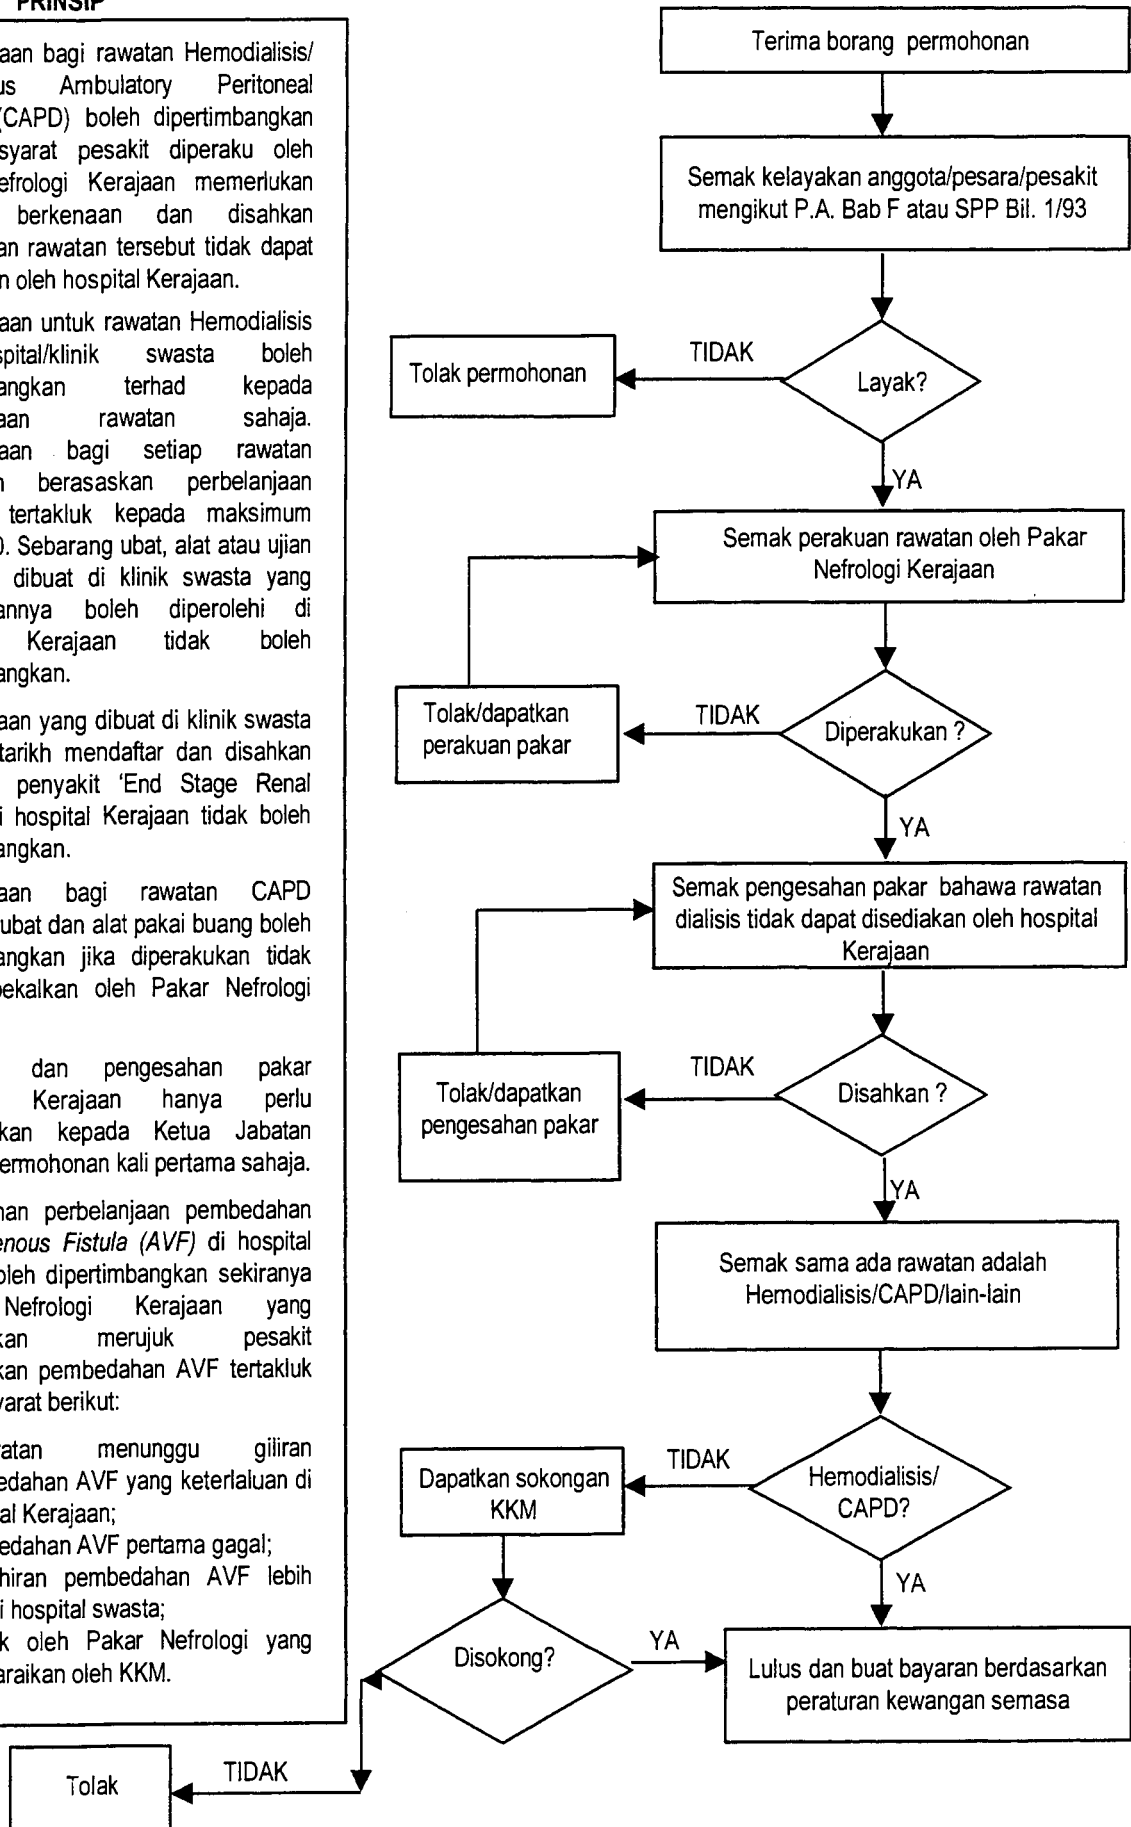 PRINSIP
aan bagi rawatan Hemodialisis/
us Ambulatory Peritoneal
(CAPD) boleh dipertimbangkan
syarat pesakit diperaku oleh
efrologi Kerajaan memerlukan
berkenaan dan disahkan
an rawatan tersebut tidak dapat
n oleh hospital Kerajaan.
aan untuk rawatan Hemodialisis
spital/klinik swasta boleh
angkan terhad kepada
aan rawatan sahaja.
aan bagi setiap rawatan
n berasaskan perbelanjaan
tertakluk kepada maksimum
0. Sebarang ubat, alat atau ujian
dibuat di klinik swasta yang
annya boleh diperolehi di
Kerajaan tidak boleh
angkan.
aan yang dibuat di klinik swasta
tarikh mendaftar dan disahkan
penyakit 'End Stage Renal
i hospital Kerajaan tidak boleh
angkan.
aan bagi rawatan CAPD
ubat dan alat pakai buang boleh
angkan jika diperakukan tidak
bekalkan oleh Pakar Nefrologi
dan pengesahan pakar
Kerajaan hanya perlu
kan kepada Ketua Jabatan
ermohonan kali pertama sahaja.
nan perbelanjaan pembedahan
enous Fistula (AVF) di hospital
oleh dipertimbangkan sekiranya
Nefrologi Kerajaan yang
kan merujuk pesakit
kan pembedahan AVF tertakluk
yarat berikut:
atan menunggu giliran
edahan AVF yang keterlaluan di
al Kerajaan;
edahan AVF pertama gagal;
hiran pembedahan AVF lebih
i hospital swasta;
k oleh Pakar Nefrologi yang
araikan oleh KKM.
Terima borang permohonan
Semak kelayakan anggota/pesara/pesakit
mengikut P.A. Bab F atau SPP Bil. 1/93
Layak?
TIDAK
Tolak permohonan
YA
Semak perakuan rawatan oleh Pakar
Nefrologi Kerajaan
Diperakukan ?
TIDAK
Tolak/dapatkan
perakuan pakar
YA
Semak pengesahan pakar bahawa rawatan
dialisis tidak dapat disediakan oleh hospital
Kerajaan
Disahkan ?
TIDAK
Tolak/dapatkan
pengesahan pakar
YA
Semak sama ada rawatan adalah
Hemodialisis/CAPD/lain-lain
Hemodialisis/
CAPD?
TIDAK
Dapatkan sokongan
KKM
YA
Disokong?
YA
Lulus dan buat bayaran berdasarkan
peraturan kewangan semasa
TIDAK
Tolak